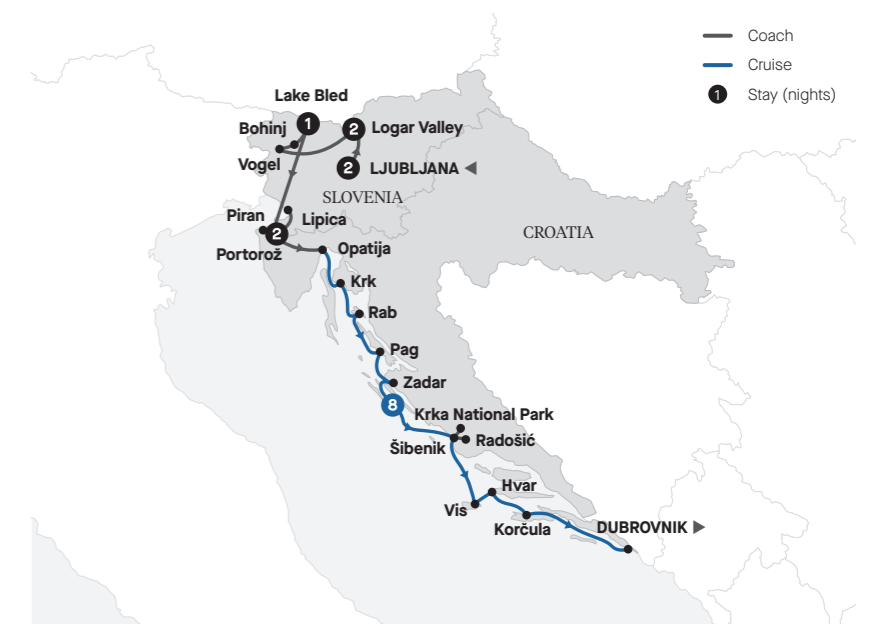 Coach
Cruise
1 Stay (nights)
Lake Bled
1
Bohinj
2
Logar Valley
Vogel
2
LJUBLJANA
SLOVENIA
Piran
Lipica
2
CROATIA
Portorož
Opatija
Krk
Rab
Pag
Zadar
8
Krka National Park
Šibenik
Radošić
Hvar
Vis
Korčula
DUBROVNIK